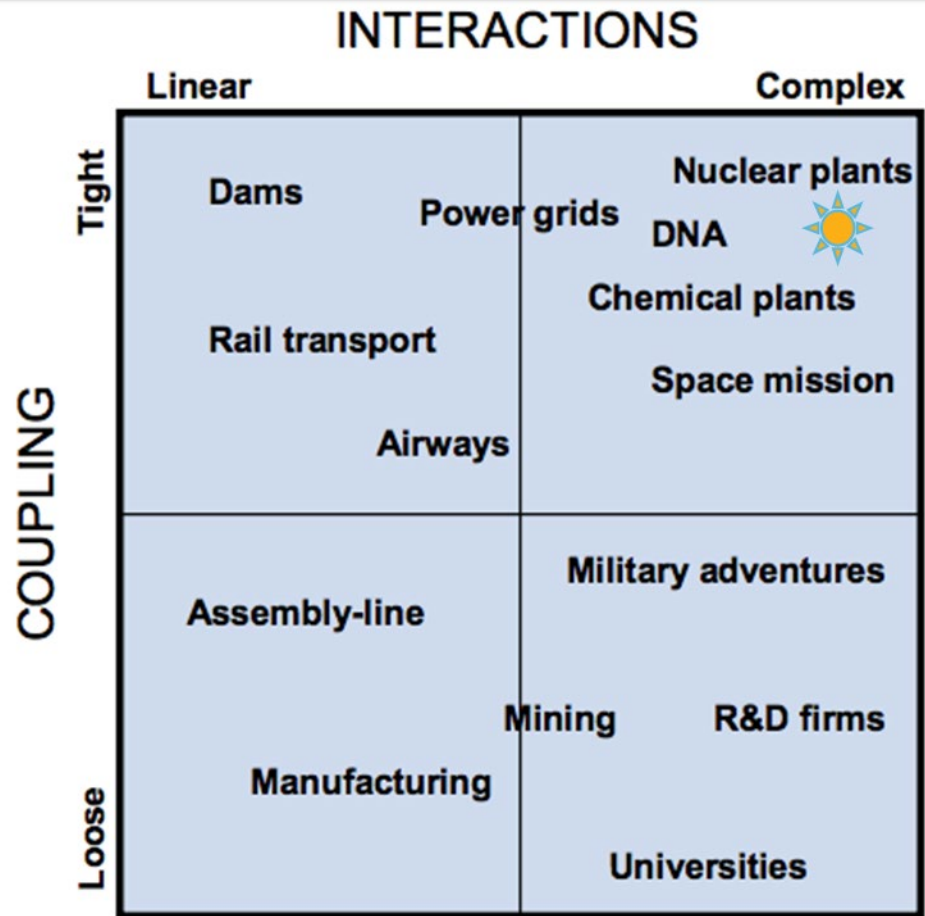 INTERACTIONS
Linear
Complex
Tight
Nuclear plants
Dams
Power grids
DNA
Chemical plants
Rail transport
Space mission
Airways
COUPLING
Military adventures
Assembly-line
Mining
R&D firms
Manufacturing
Loose
Universities